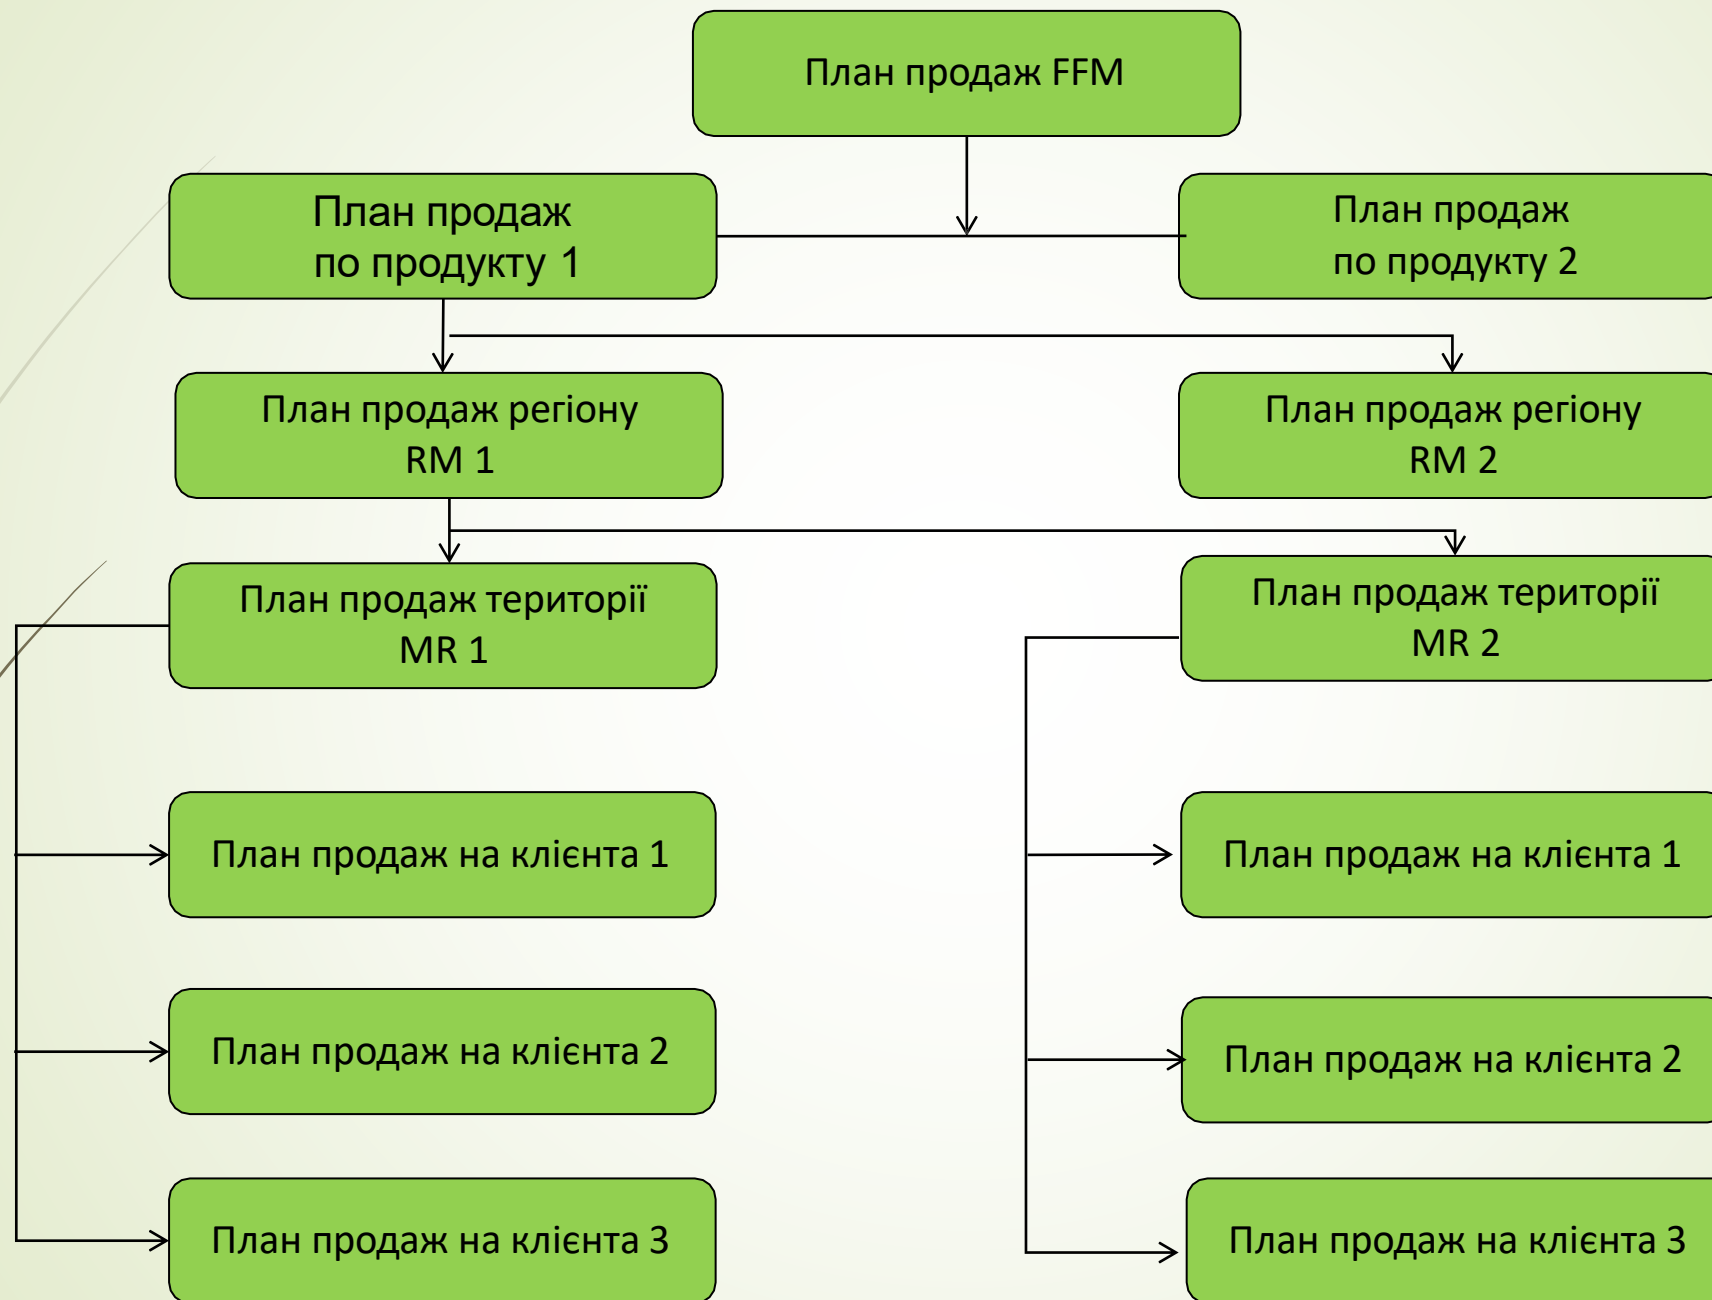 План продаж FFM
План продаж
по продукту 1
План продаж
по продукту 2
План продаж регіону
RM 1
План продаж регіону
RM 2
План продаж території
MR 1
План продаж території
MR 2
План продаж на клієнта 1
План продаж на клієнта 1
План продаж на клієнта 2
План продаж на клієнта 2
План продаж на клієнта 3
План продаж на клієнта 3